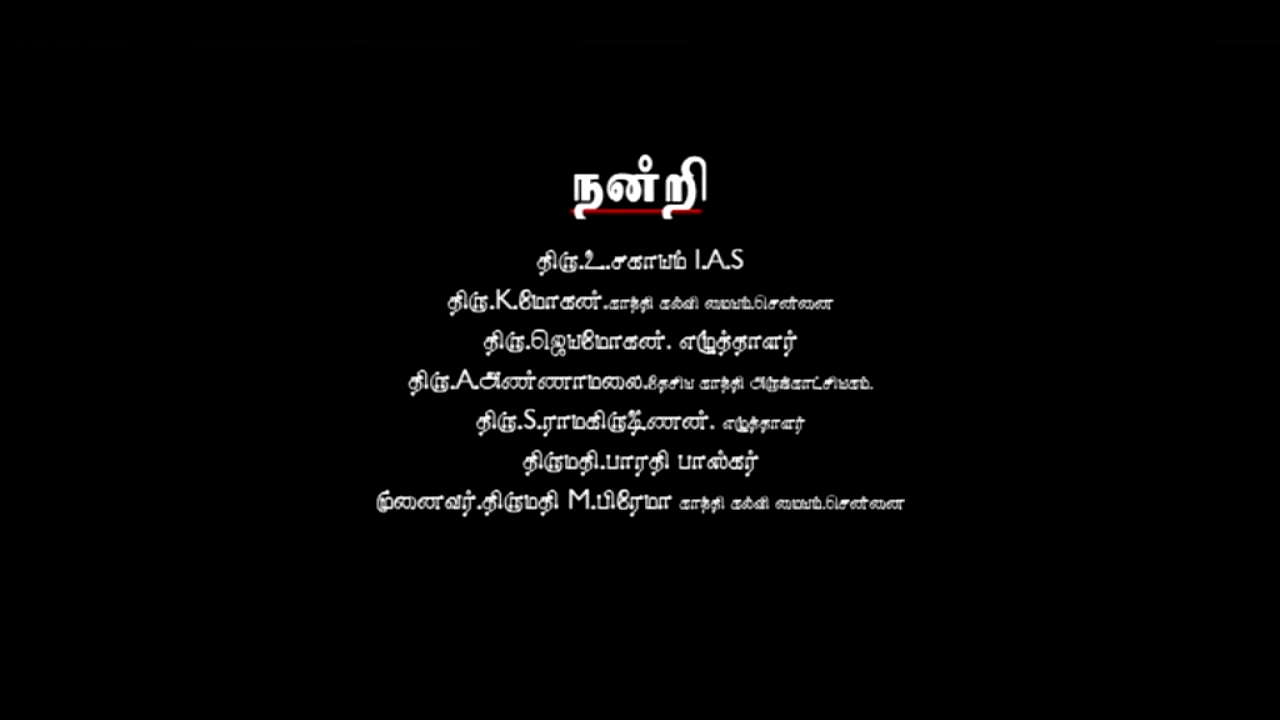 நன்றி
திரு.உ.சகாயம் I.A.S
திரு.K.மோகன்.காந்தி கல்வி மையம்.சென்னை
திரு.ஜெயமோகன். எழுத்தாளர்
திரு.A.அண்ணாமலை.தேசிய காந்தி அருங்காட்சியகம்.
திரு.S.ராமகிருஷ்ணன். எழுத்தாளர்
திருமதி.பாரதி பாஸ்கர்
முனைவர்.திருமதி M.பிரேமா காந்தி கல்வி மையம்.சென்னை